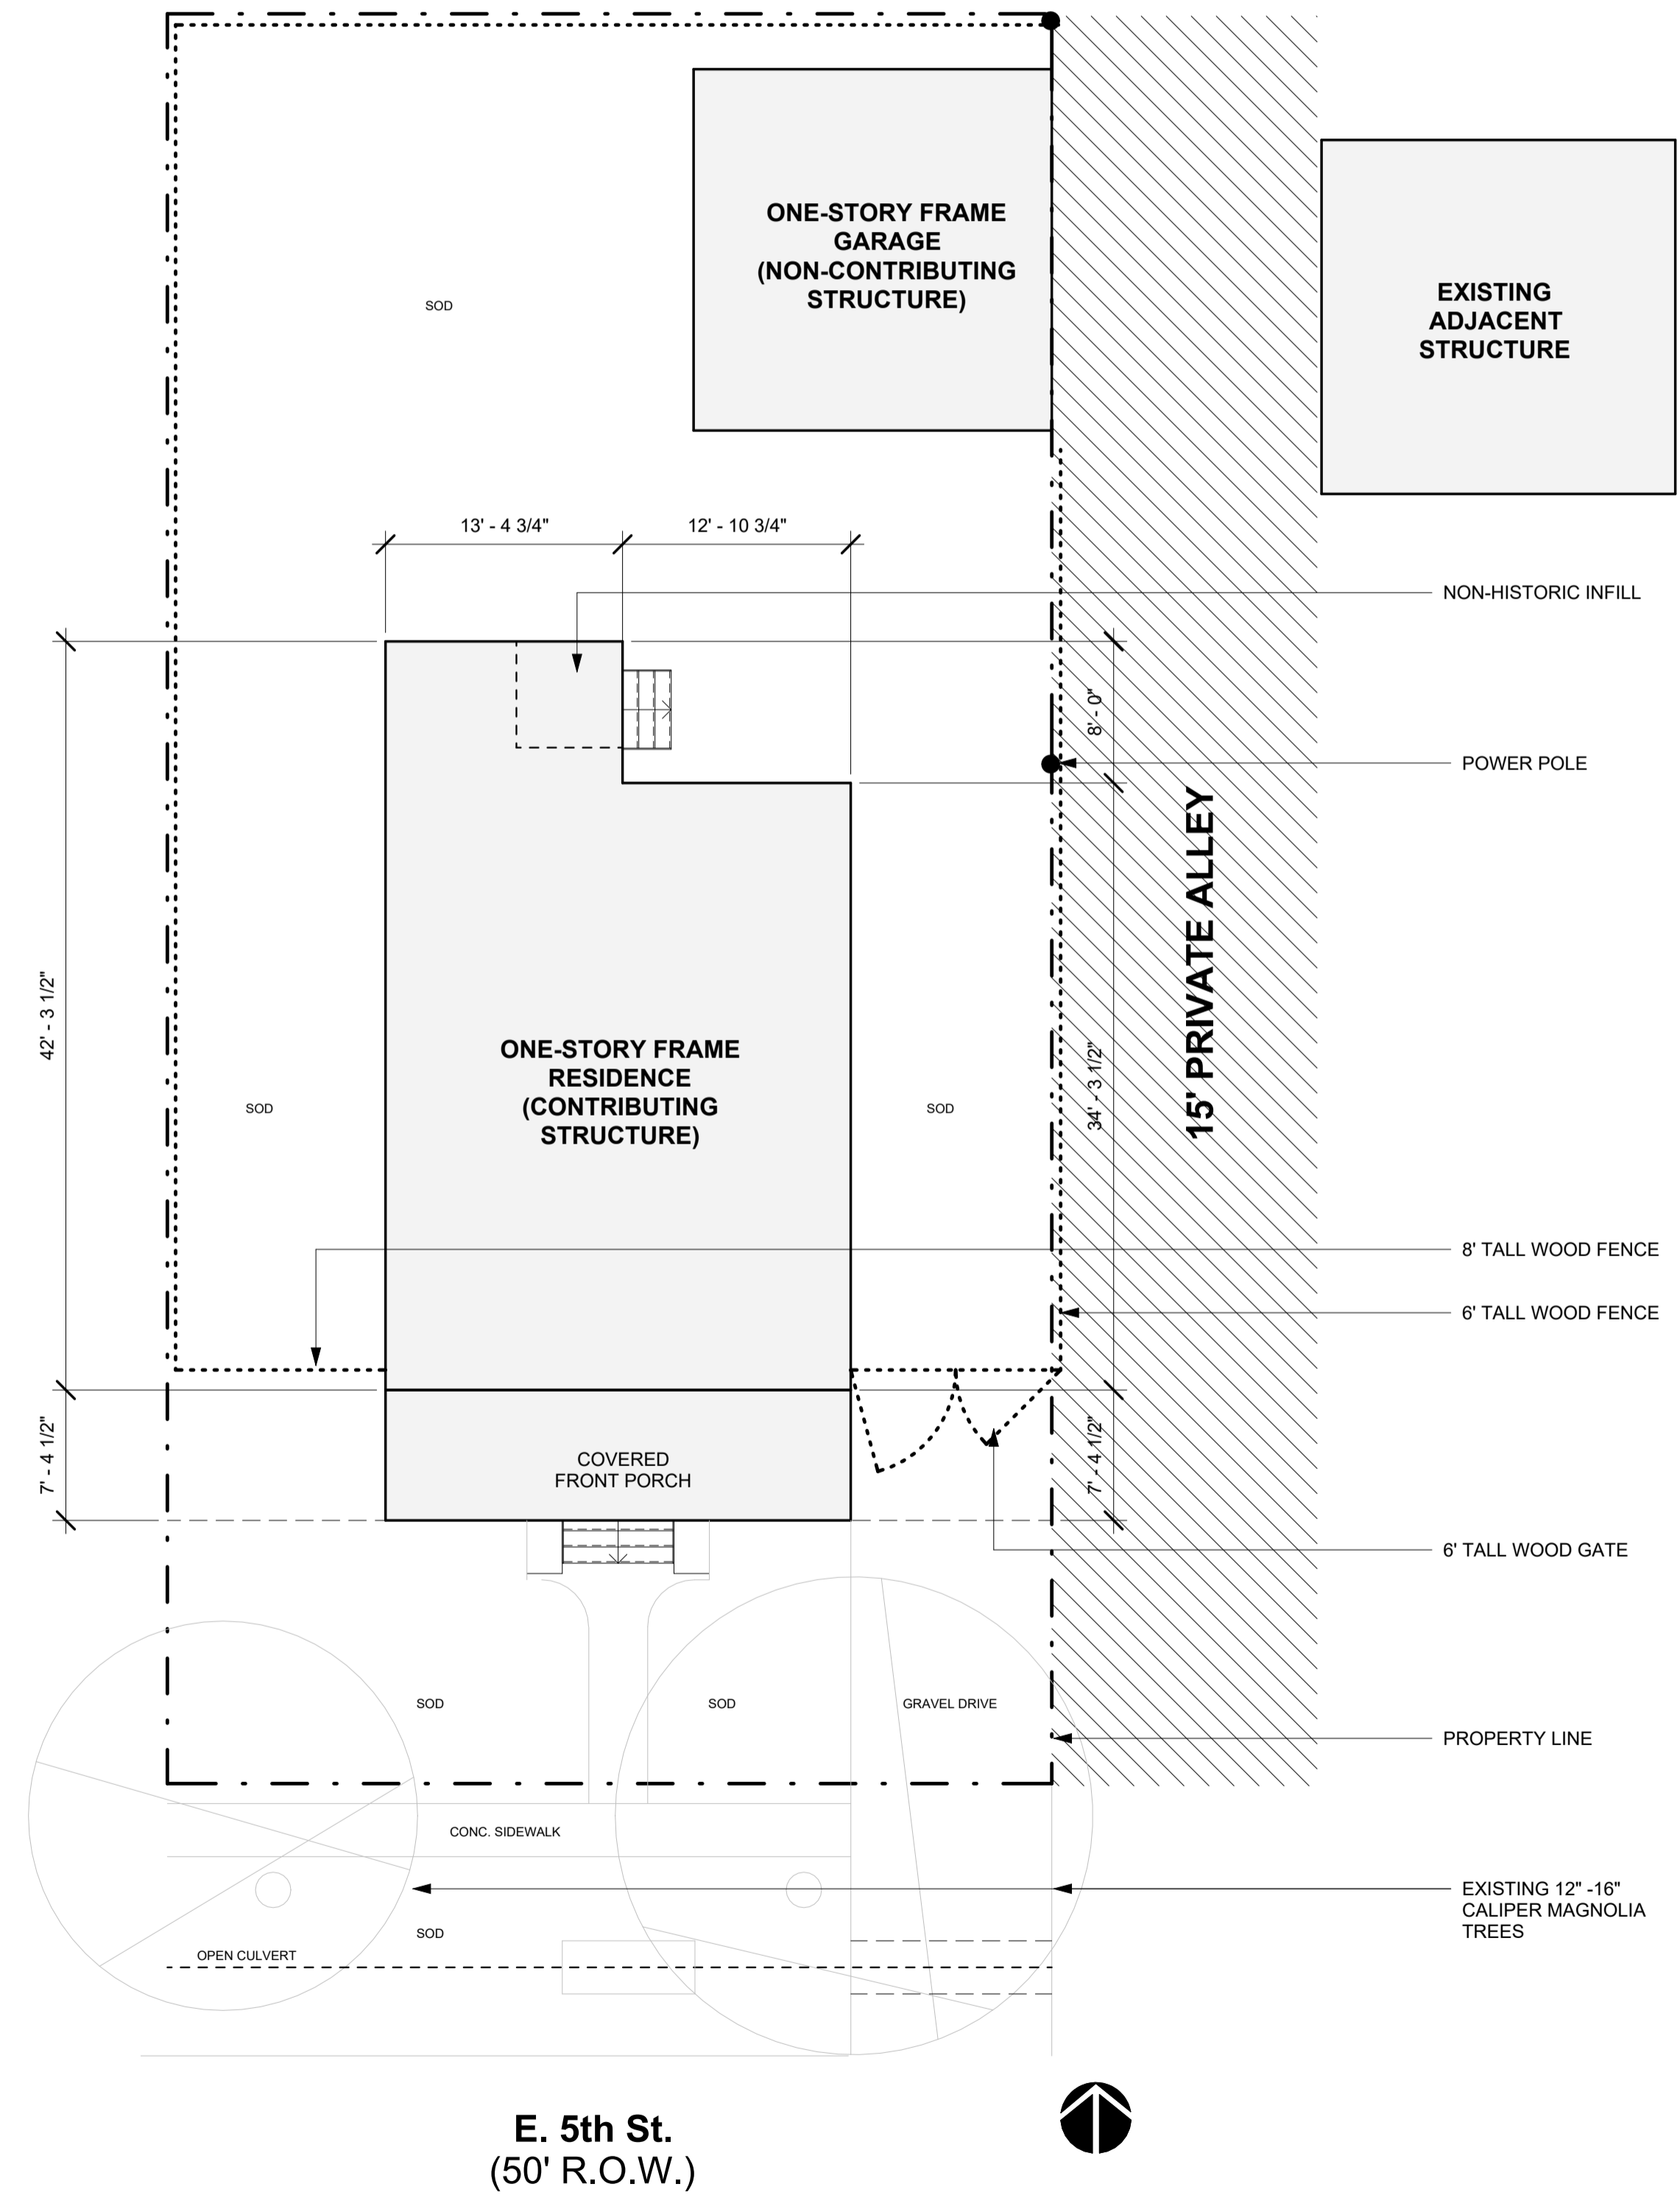 ONE-STORY FRAME
GARAGE
(NON-CONTRIBUTING
STRUCTURE)
EXISTING
ADJACENT
STRUCTURE
SOD
13' - 4 3/4"
12' - 10 3/4"
NON-HISTORIC INFILL
8' - 0"
POWER POLE
15' PRIVATE ALLEY
42' - 3 1/2"
34' - 3 1/2"
ONE-STORY FRAME
RESIDENCE
(CONTRIBUTING
STRUCTURE)
SOD
SOD
8' TALL WOOD FENCE
6' TALL WOOD FENCE
7' - 4 1/2"
7' - 4 1/2"
COVERED
FRONT PORCH
6' TALL WOOD GATE
SOD
SOD
GRAVEL DRIVE
PROPERTY LINE
CONC. SIDEWALK
EXISTING 12" -16"
CALIPER MAGNOLIA
TREES
SOD
OPEN CULVERT
E. 5th St.
(50' R.O.W.)